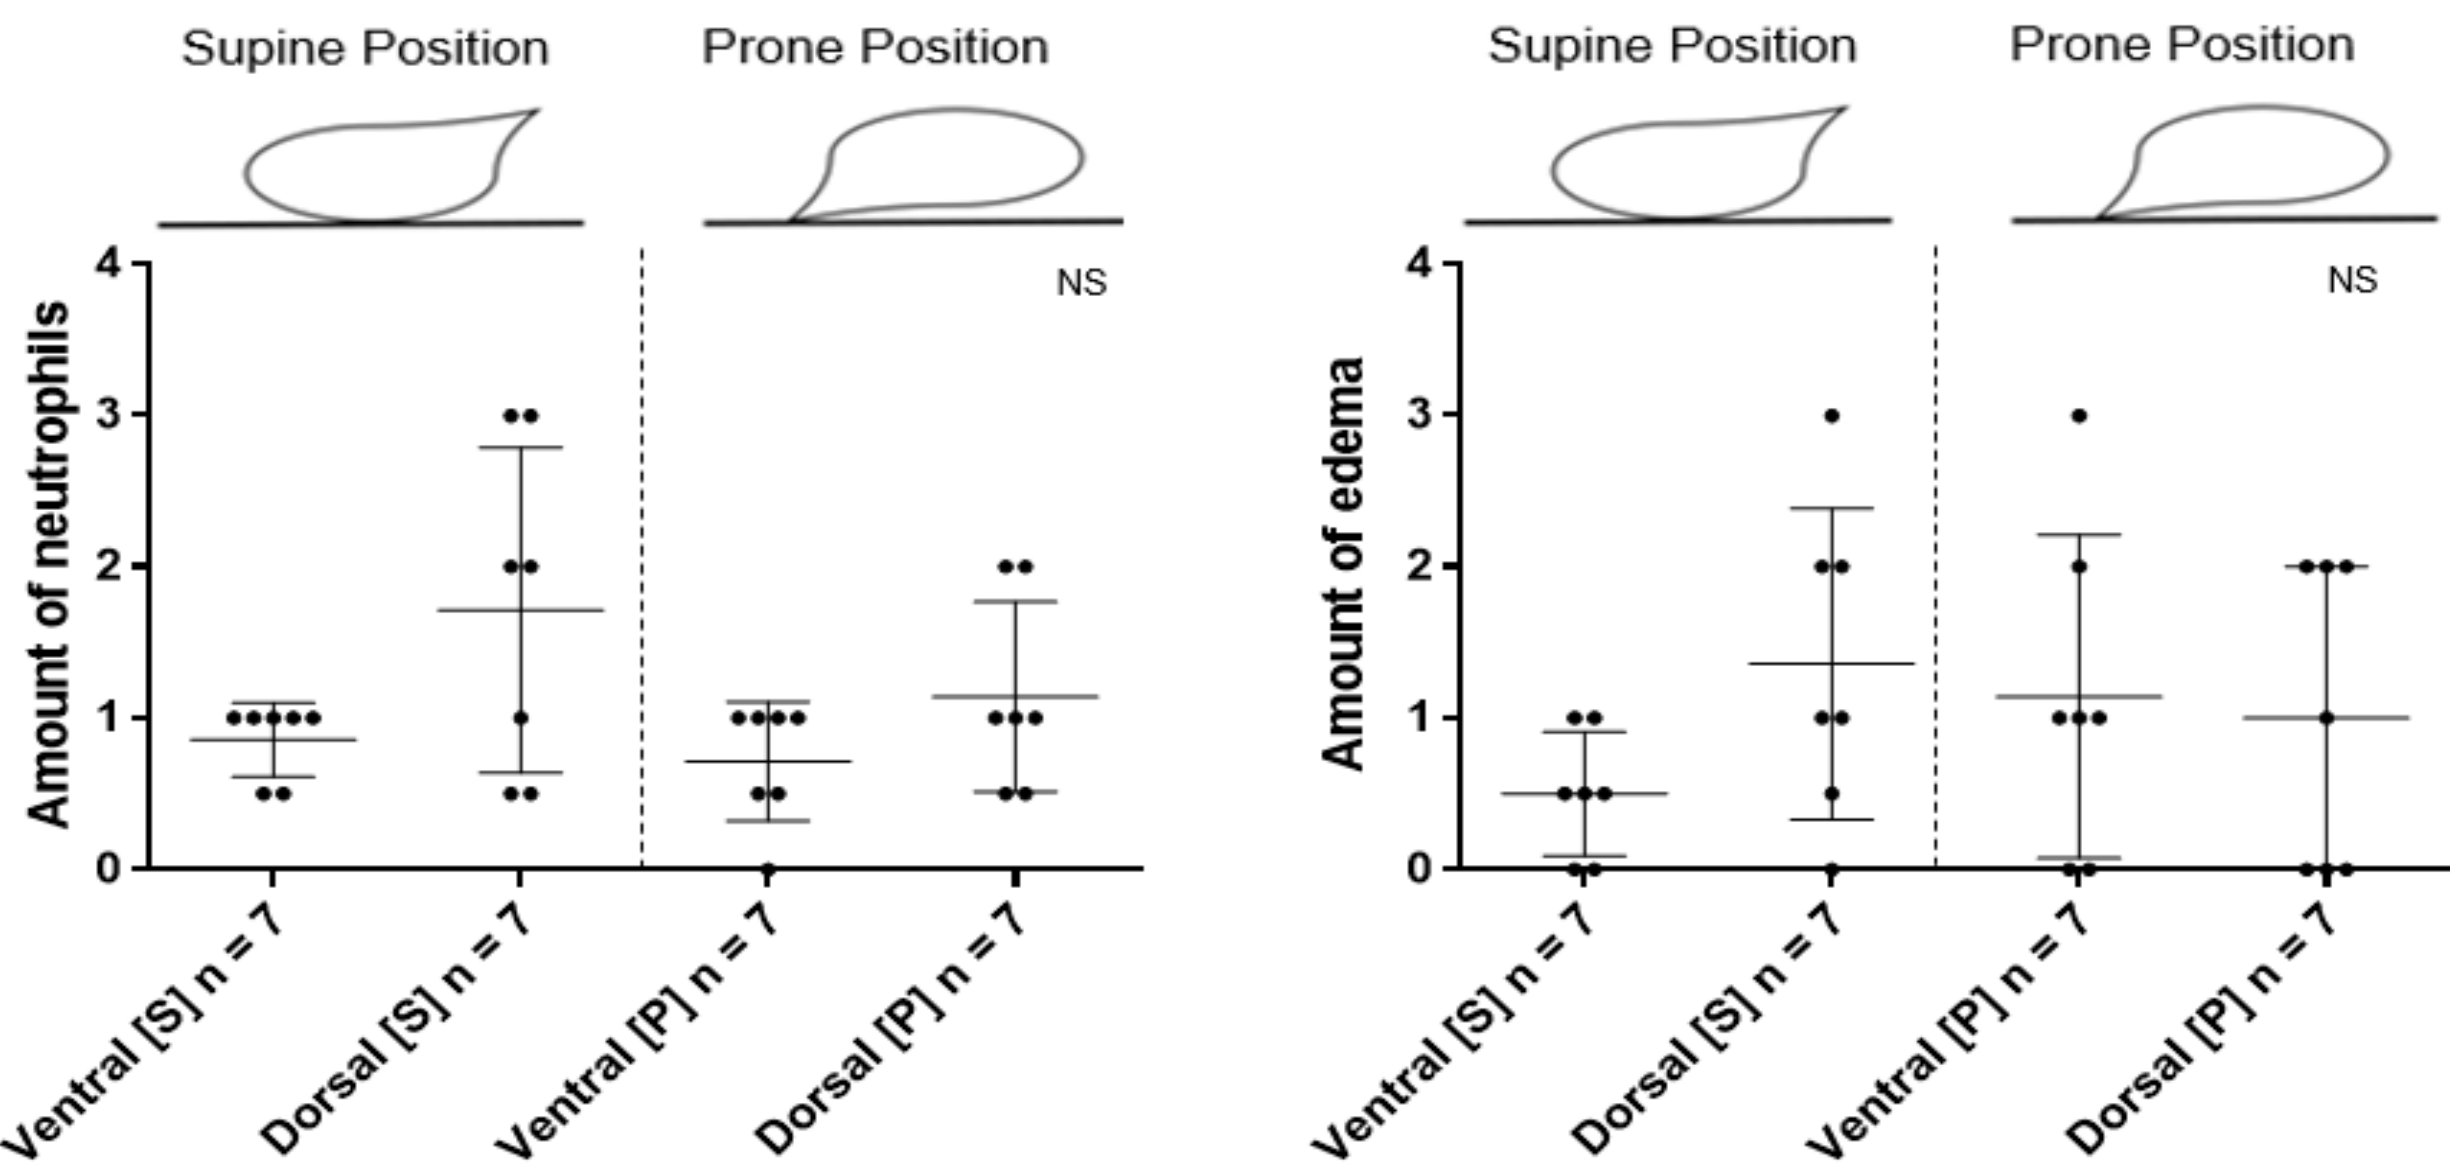 Supine Position
Prone Position
NS
4
3
2
1
0
Amount of neutrophils
Ventral [S] n = 7
Dorsal [S] n = 7
Ventral [P] n = 7
Dorsal [P] n = 7
Supine Position
Prone Position
NS
4
3
2
1
0
Amount of edema
Ventral [S] n = 7
Dorsal [S] n = 7
Ventral [P] n = 7
Dorsal [P] n = 7